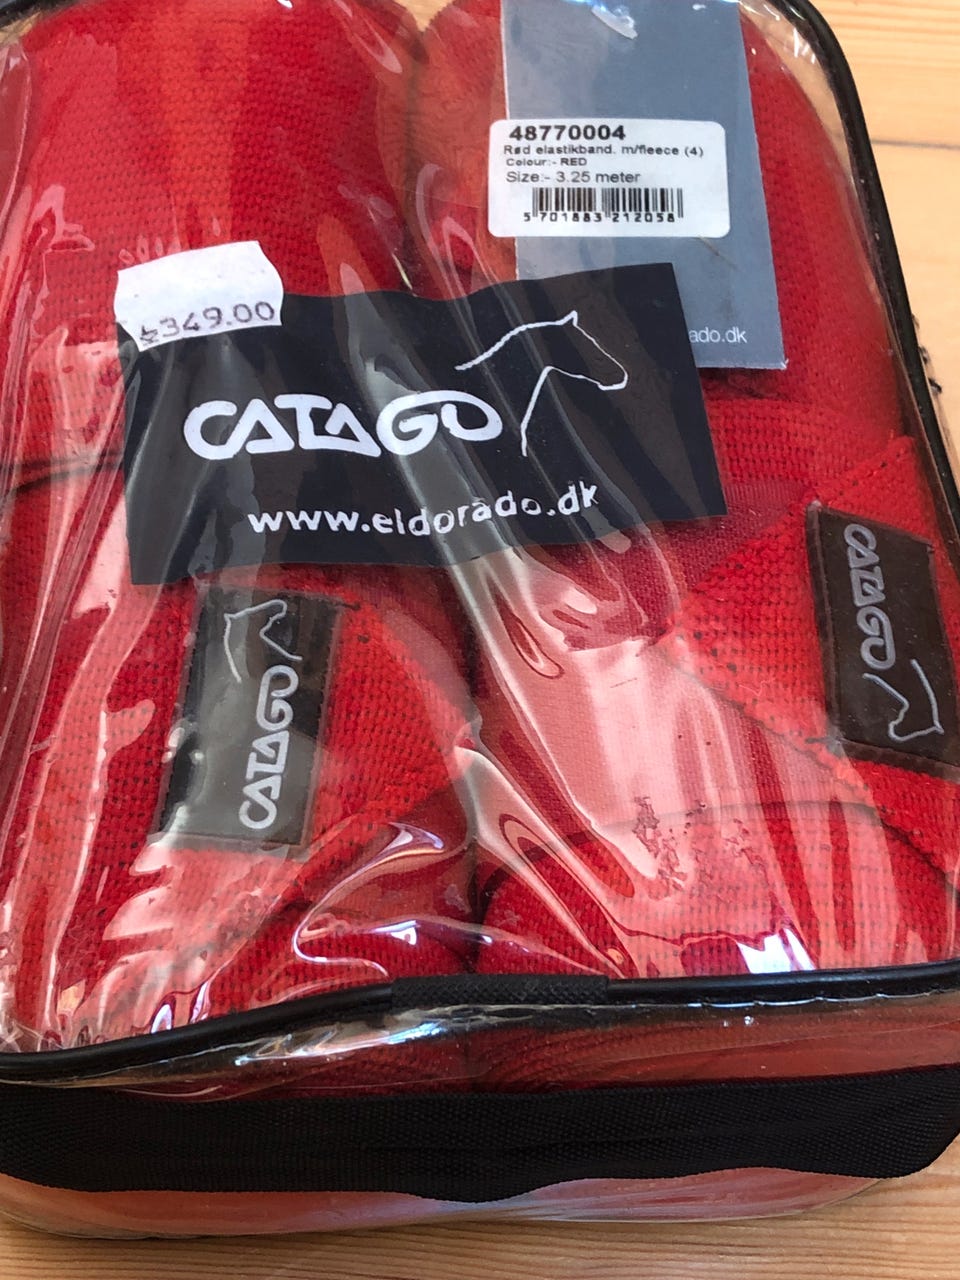 48770004
Rød elastikband. m/fleece (4)
Colour:- RED
Size:- 3.25 meter
5 701883 212058
349.00
ado.dk
CATAGO
www.eldorado.dk
CATAGO
CATAGO